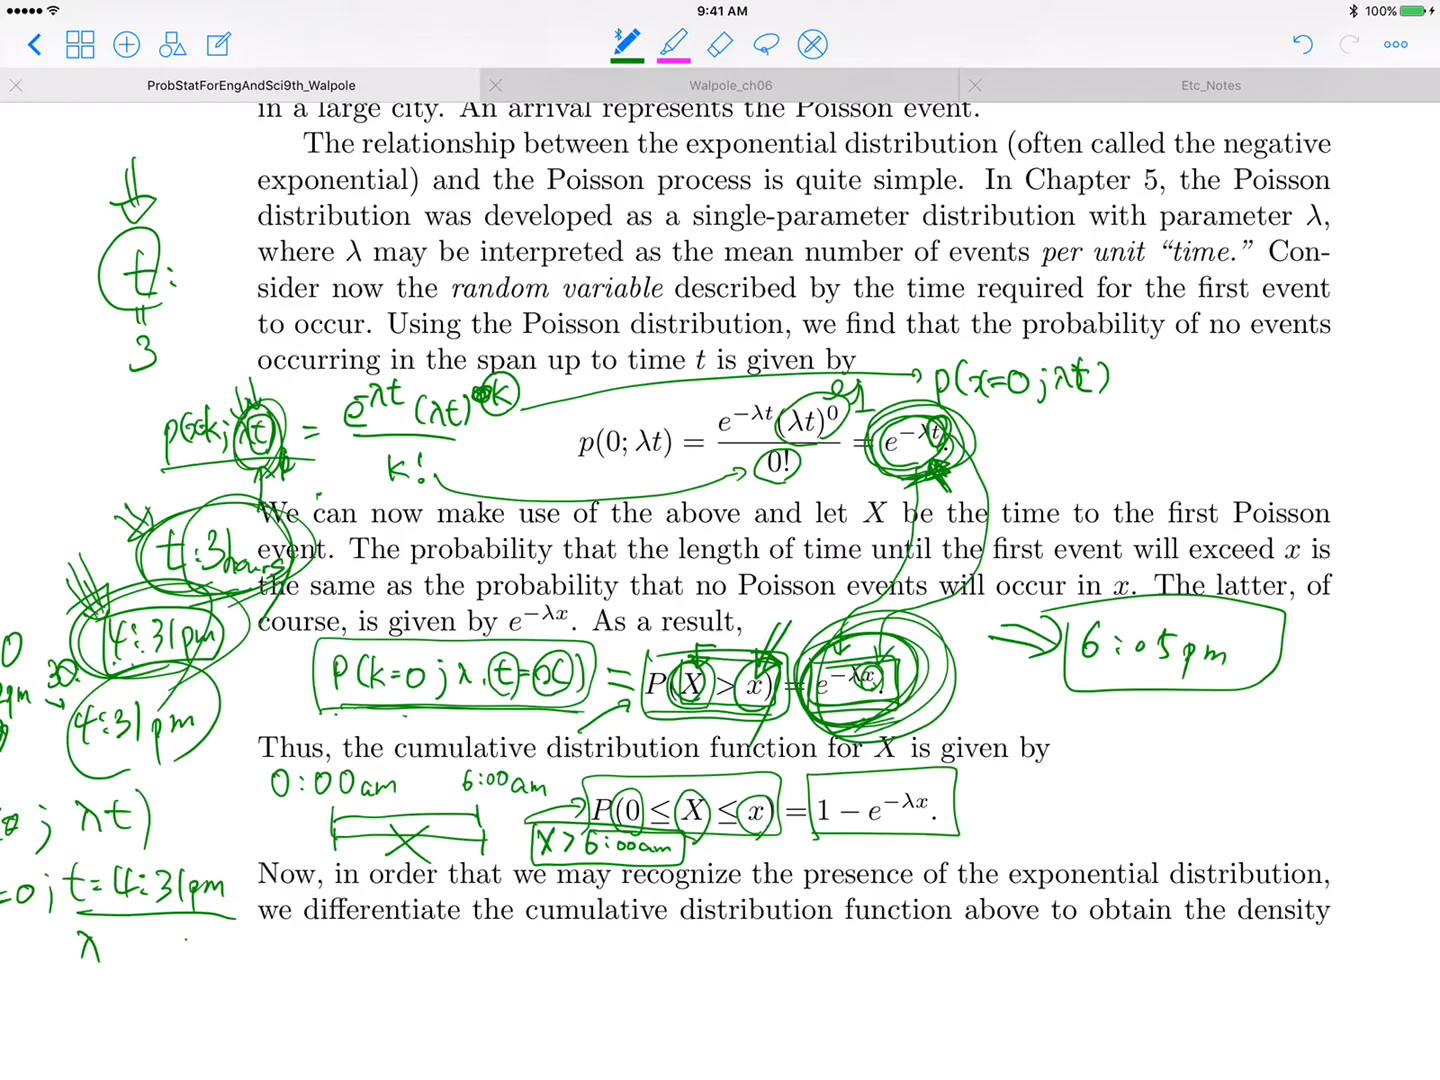 9:41 AM
100%
ProbStatForEngAndSci9th_Walpole
Walpole_ch06
Etc_Notes
in a large city. An arrival represents the Poisson event.
The relationship between the exponential distribution (often called the negative
exponential) and the Poisson process is quite simple. In Chapter 5, the Poisson
distribution was developed as a single-parameter distribution with parameter λ,
where λ may be interpreted as the mean number of events per unit “time.” Con-
sider now the random variable described by the time required for the first event
to occur. Using the Poisson distribution, we find that the probability of no events
occurring in the span up to time t is given by
t:
=
3
p(x=0; λt)
= e^λt (λt)^k / k!
p(0; λt) = e^−λt (λt)^0 / 0! = e^−λt.
We can now make use of the above and let X be the time to the first Poisson
event. The probability that the length of time until the first event will exceed x is
the same as the probability that no Poisson events will occur in x. The latter, of
course, is given by e^−λx. As a result,
t: 3 hours
4:31pm
30
4:31pm
P(k=0; λ, t=x) = P(X > x) = e^−λx.
⇒ 6:05pm
Thus, the cumulative distribution function for X is given by
0:00am 6:00am
P(0 ≤ X ≤ x) = 1 − e^−λx.
X > 6:00am
; λt)
=0; t=4:31pm
λ
Now, in order that we may recognize the presence of the exponential distribution,
we differentiate the cumulative distribution function above to obtain the density